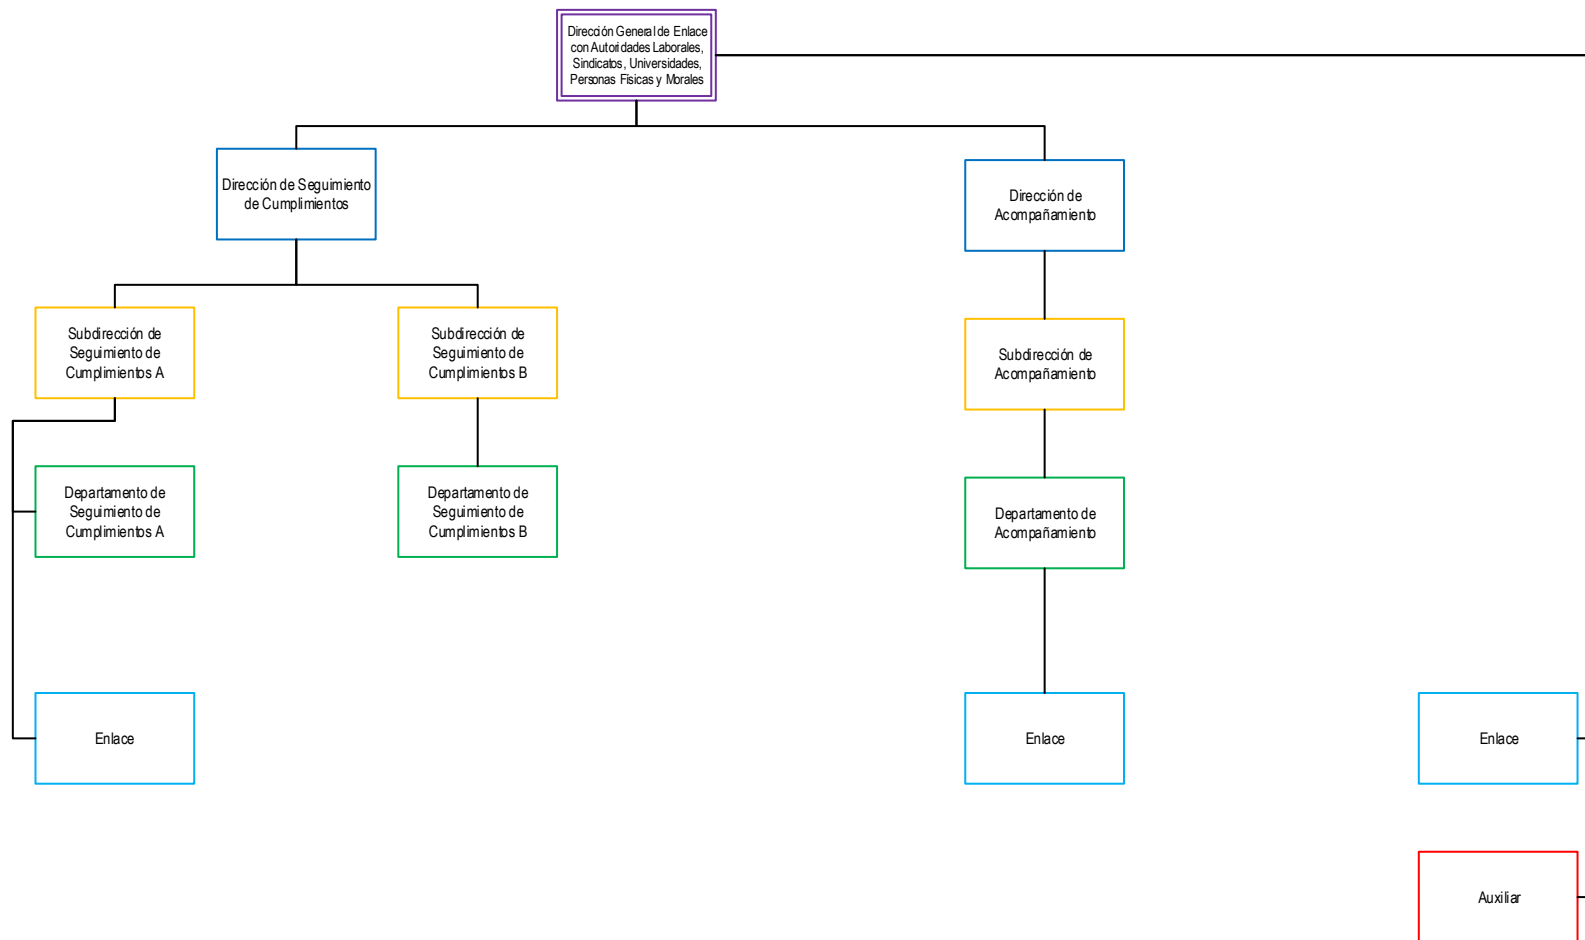 Dirección General de Enlace
con Autoridades Laborales,
Sindicatos, Universidades,
Personas Físicas y Morales
Dirección de Seguimiento
de Cumplimientos
Dirección de
Acompañamiento
Subdirección de
Seguimiento de
Cumplimientos A
Subdirección de
Seguimiento de
Cumplimientos B
Subdirección de
Acompañamiento
Departamento de
Seguimiento de
Cumplimientos A
Departamento de
Seguimiento de
Cumplimientos B
Departamento de
Acompañamiento
Enlace
Enlace
Enlace
Auxiliar